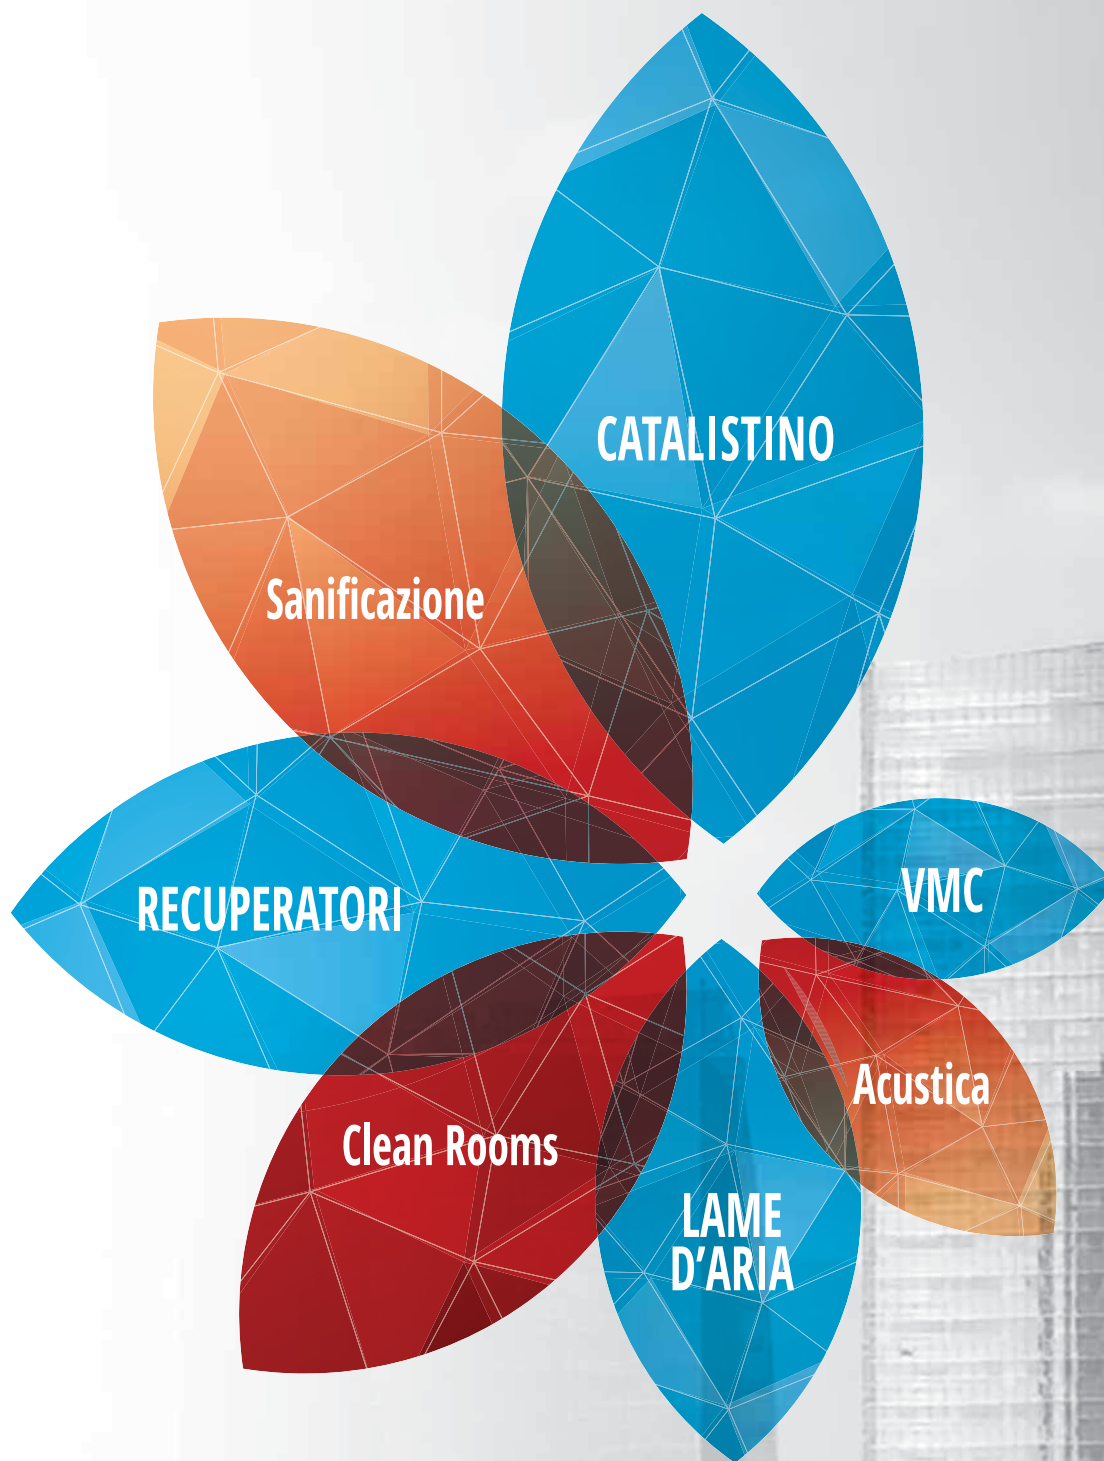 CATALISTINO
Sanificazione
RECUPERATORI
VMC
Acustica
Clean Rooms
LAME
D'ARIA